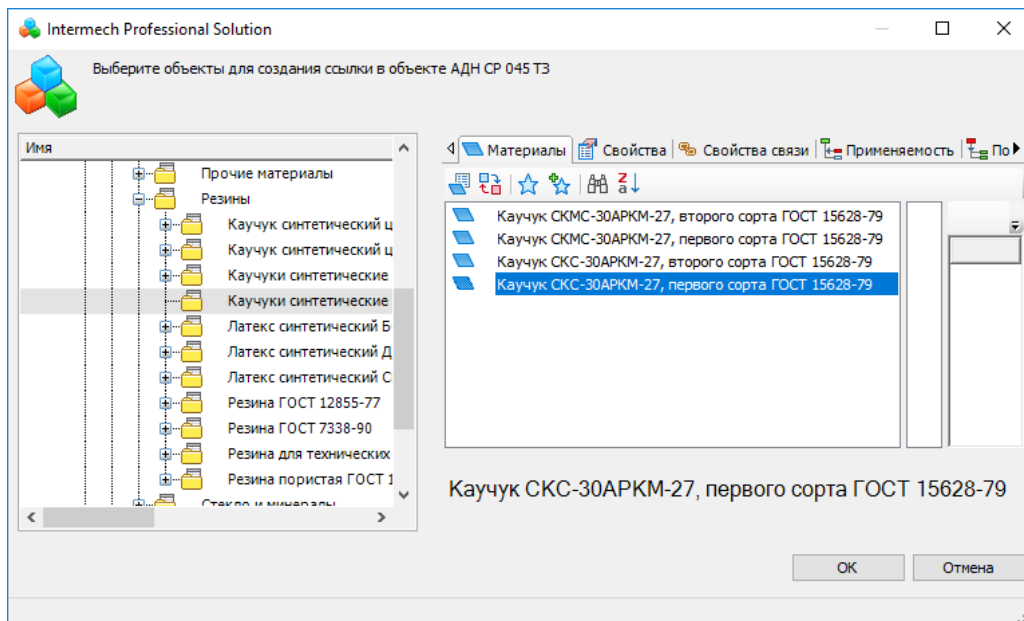 Intermech Professional Solution
Выберите объекты для создания ссылки в объекте АДН СР 045 ТЗ
Имя
Прочие материалы
Резины
Каучук синтетический ц
Каучук синтетический ц
Каучуки синтетические
Каучуки синтетические
Латекс синтетический Б
Латекс синтетический Д
Латекс синтетический С
Резина ГОСТ 12855-77
Резина ГОСТ 7338-90
Резина для технических
Резина пористая ГОСТ 1
Стекло и минералы
Материалы Свойства Свойства связи Применяемость По
Каучук СКМС-30АРКМ-27, второго сорта ГОСТ 15628-79
Каучук СКМС-30АРКМ-27, первого сорта ГОСТ 15628-79
Каучук СКС-30АРКМ-27, второго сорта ГОСТ 15628-79
Каучук СКС-30АРКМ-27, первого сорта ГОСТ 15628-79
Каучук СКС-30АРКМ-27, первого сорта ГОСТ 15628-79
ОК Отмена